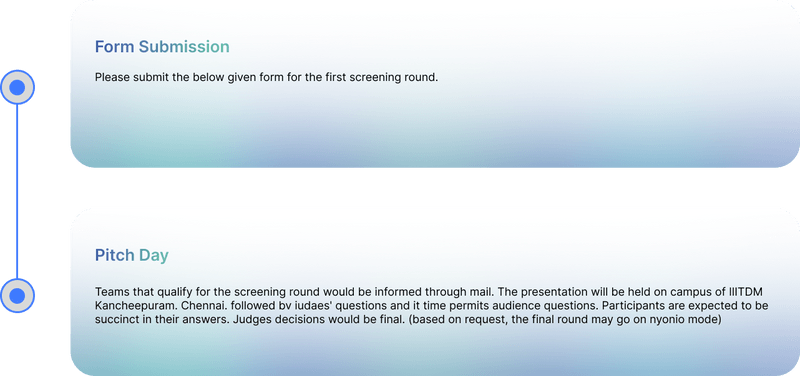 Form Submission
Please submit the below given form for the first screening round.
Pitch Day
Teams that qualify for the screening round would be informed through mail. The presentation will be held on campus of IIITDM
Kancheepuram. Chennai. followed bv iudaes' questions and it time permits audience questions. Participants are expected to be
succinct in their answers. Judges decisions would be final. (based on request, the final round may go on nyonio mode)